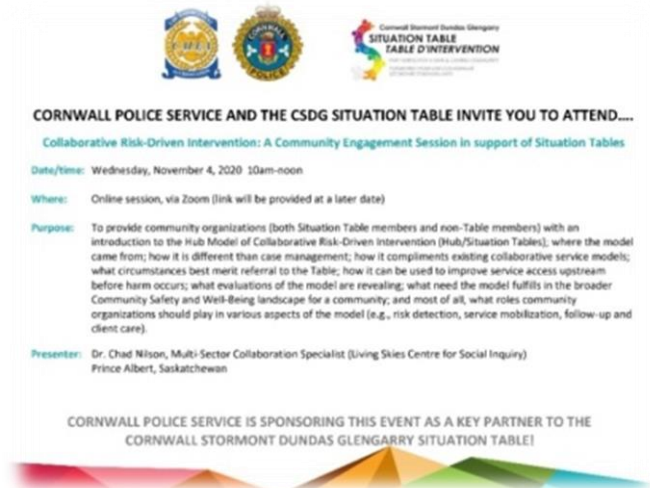 CORNWALL
POLICE
Cornwall Stormont Dundas Glengarry
SITUATION TABLE
TABLE D'INTERVENTION
CORNWALL POLICE SERVICE AND THE CSDG SITUATION TABLE INVITE YOU TO ATTEND....
Collaborative Risk-Driven Intervention: A Community Engagement Session in support of Situation Tables
Date/time: Wednesday, November 4, 2020 10am-noon
Where: Online session, via Zoom (link will be provided at a later date)
Purpose: To provide community organizations (both Situation Table members and non-Table members) with an
introduction to the Hub Model of Collaborative Risk-Driven Intervention (Hub/Situation Tables); where the model
came from; how it is different than case management; how it compliments existing collaborative service models;
what circumstances best merit referral to the Table; how it can be used to improve service access upstream
before harm occurs; what evaluations of the model are revealing; what need the model fulfills in the broader
Community Safety and Well-Being landscape for a community; and most of all, what roles community
organizations should play in various aspects of the model (e.g., risk detection, service mobilization, follow-up and
client care).
Presenter: Dr. Chad Nilson, Multi-Sector Collaboration Specialist (Living Skies Centre for Social Inquiry)
Prince Albert, Saskatchewan
CORNWALL POLICE SERVICE IS SPONSORING THIS EVENT AS A KEY PARTNER TO THE
CORNWALL STORMONT DUNDAS GLENGARRY SITUATION TABLE!